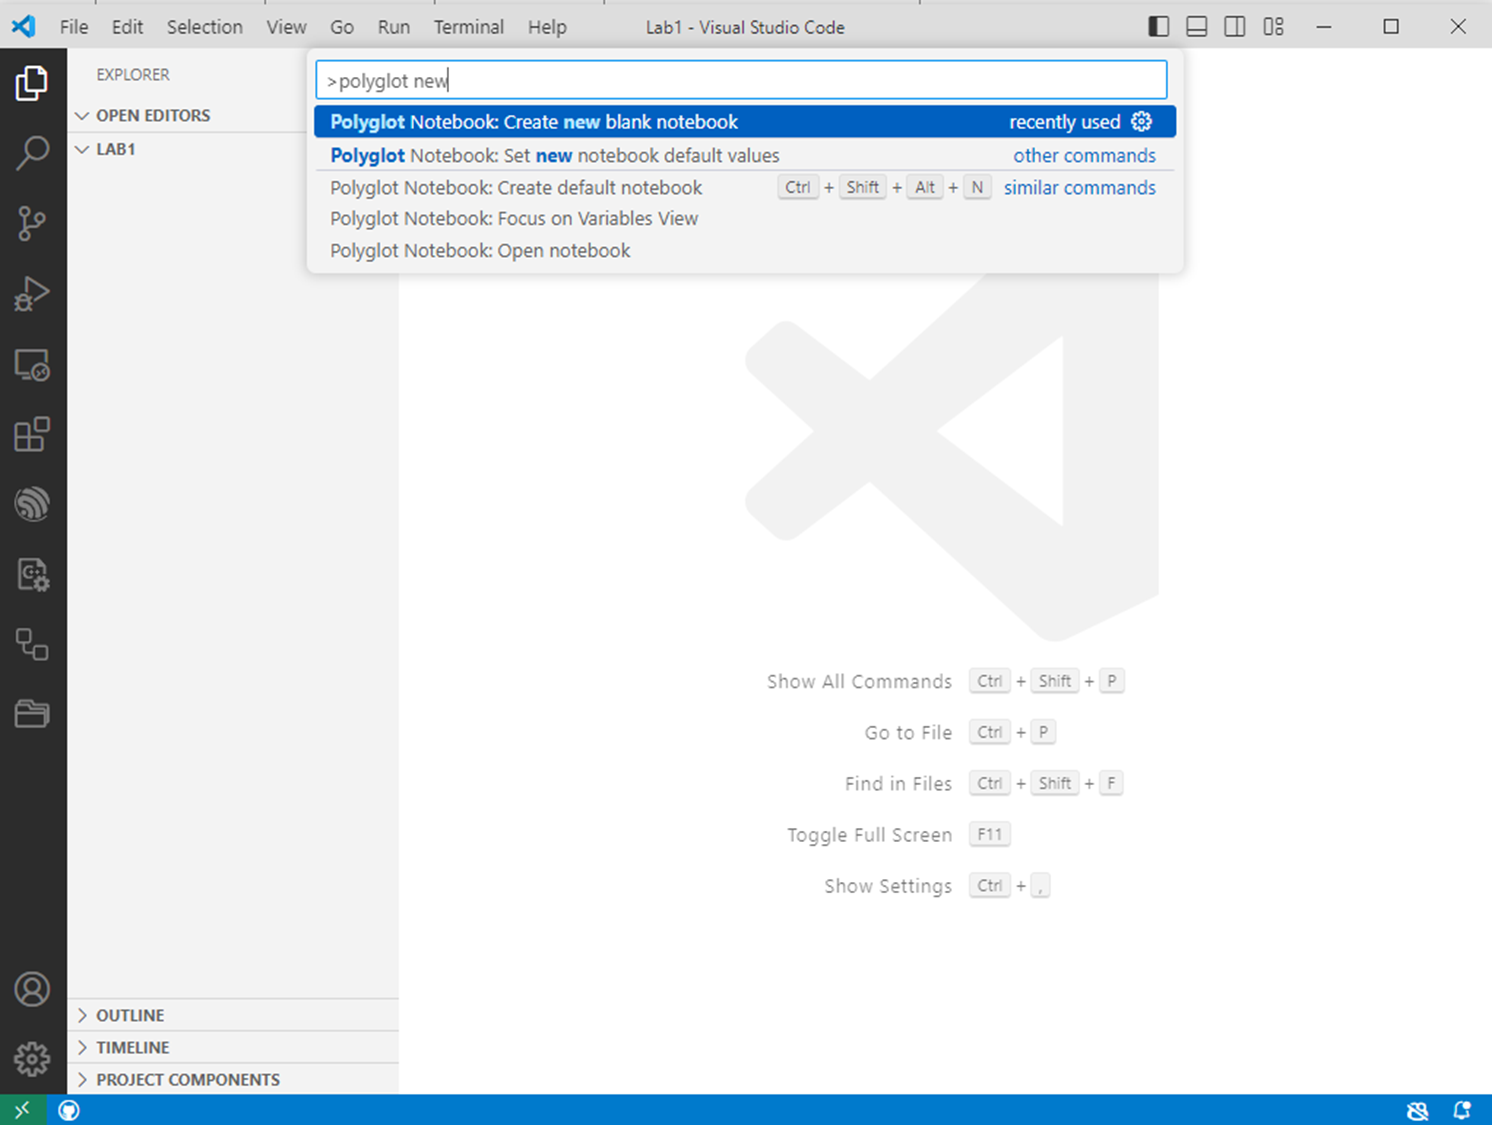 File Edit Selection View Go Run Terminal Help Lab1 - Visual Studio Code
EXPLORER
OPEN EDITORS
LAB1
>polyglot new
Polyglot Notebook: Create new blank notebook recently used
Polyglot Notebook: Set new notebook default values other commands
Polyglot Notebook: Create default notebook Ctrl + Shift + Alt + N similar commands
Polyglot Notebook: Focus on Variables View
Polyglot Notebook: Open notebook
Show All Commands Ctrl + Shift + P
Go to File Ctrl + P
Find in Files Ctrl + Shift + F
Toggle Full Screen F11
Show Settings Ctrl + ,
OUTLINE
TIMELINE
PROJECT COMPONENTS